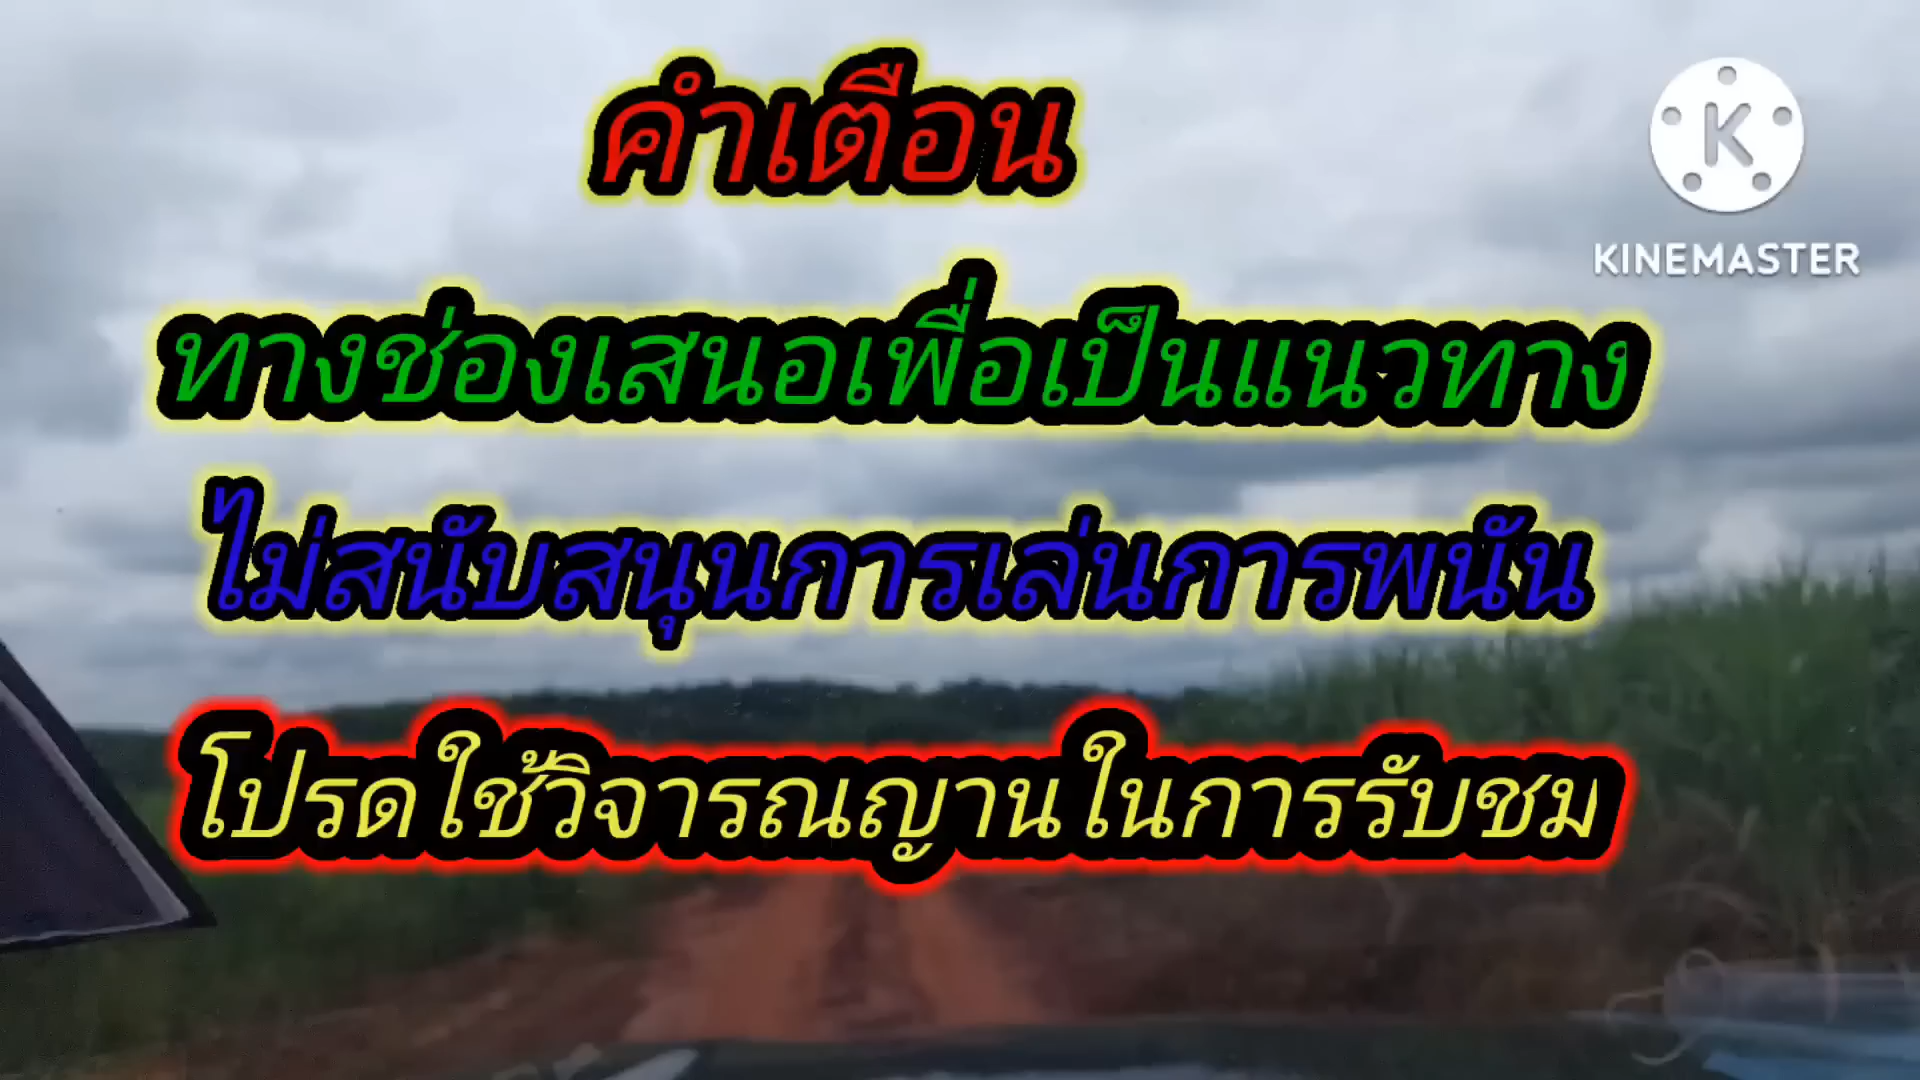 คำเตือน
KINEMASTER
ทางช่องเสนอเพื่อเป็นแนวทาง
ไม่สนับสนุนการเล่นการพนัน
โปรดใช้วิจารณญานในการรับชม